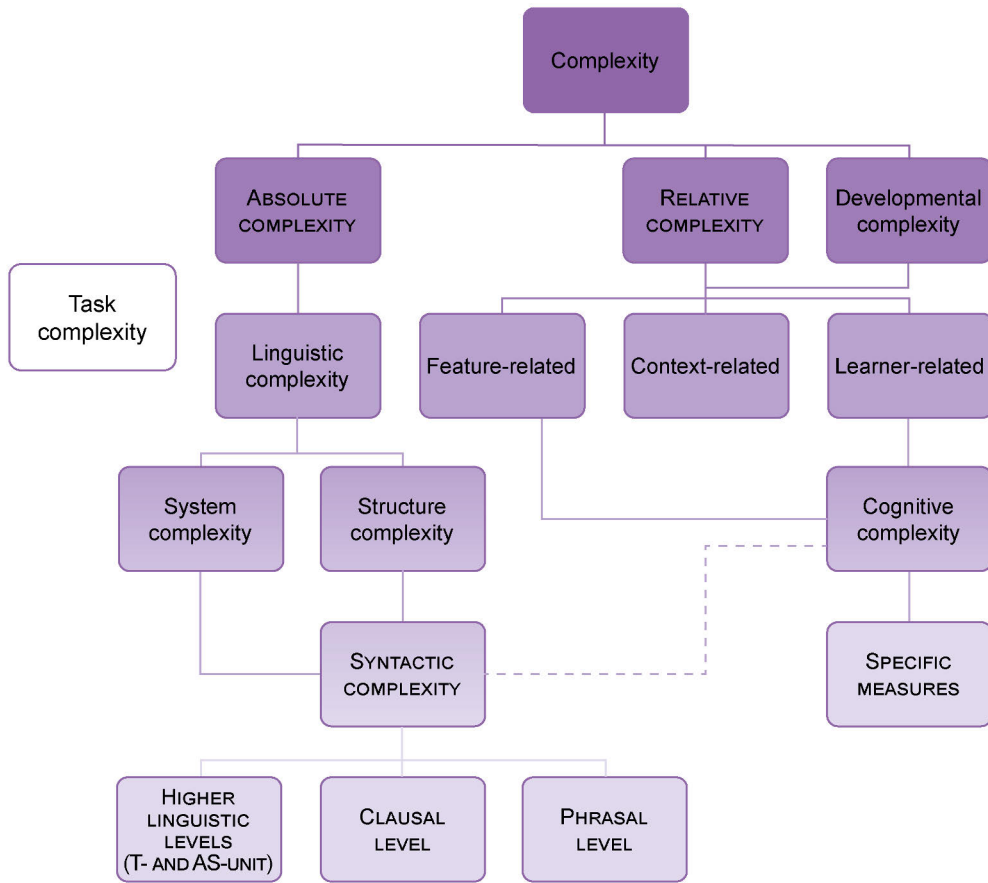 Complexity
ABSOLUTE
COMPLEXITY
RELATIVE
COMPLEXITY
Developmental
complexity
Task
complexity
Linguistic
complexity
Feature-related
Context-related
Learner-related
System
complexity
Structure
complexity
Cognitive
complexity
SYNTACTIC
COMPLEXITY
SPECIFIC
MEASURES
HIGHER
LINGUISTIC
LEVELS
(T- AND AS-UNIT)
CLAUSAL
LEVEL
PHRASAL
LEVEL